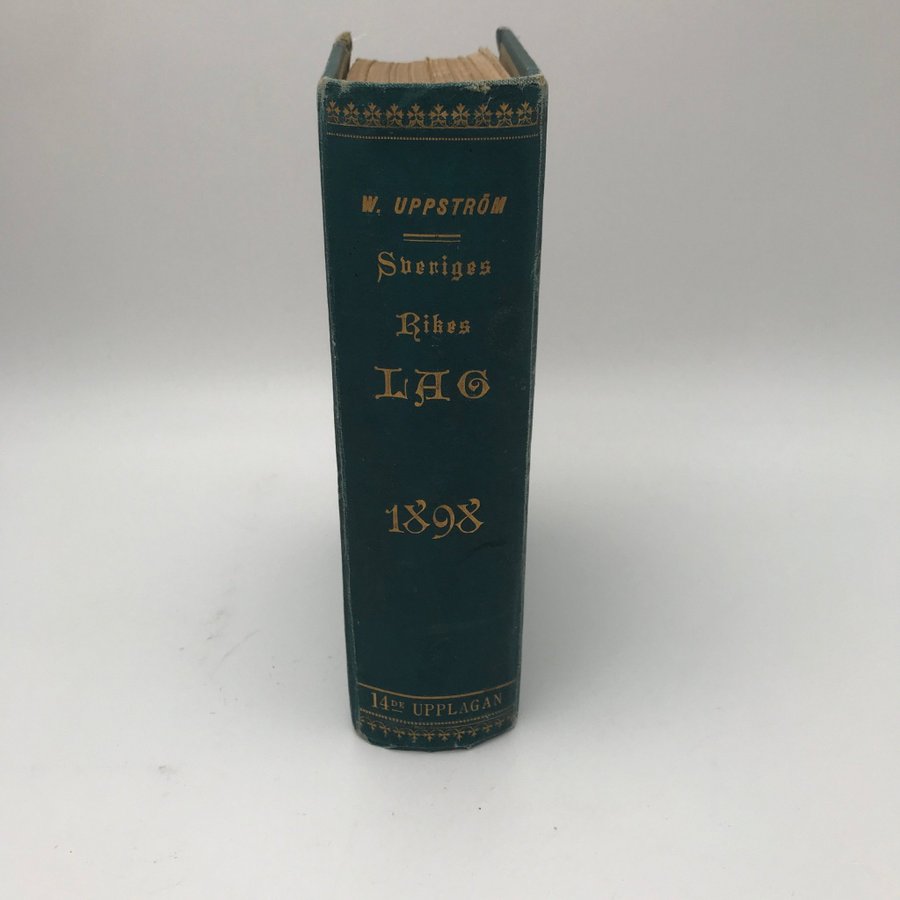 W. UPPSTRÖM
Sveriges
Rikes
LAG
1898
14DE UPPLAGAN